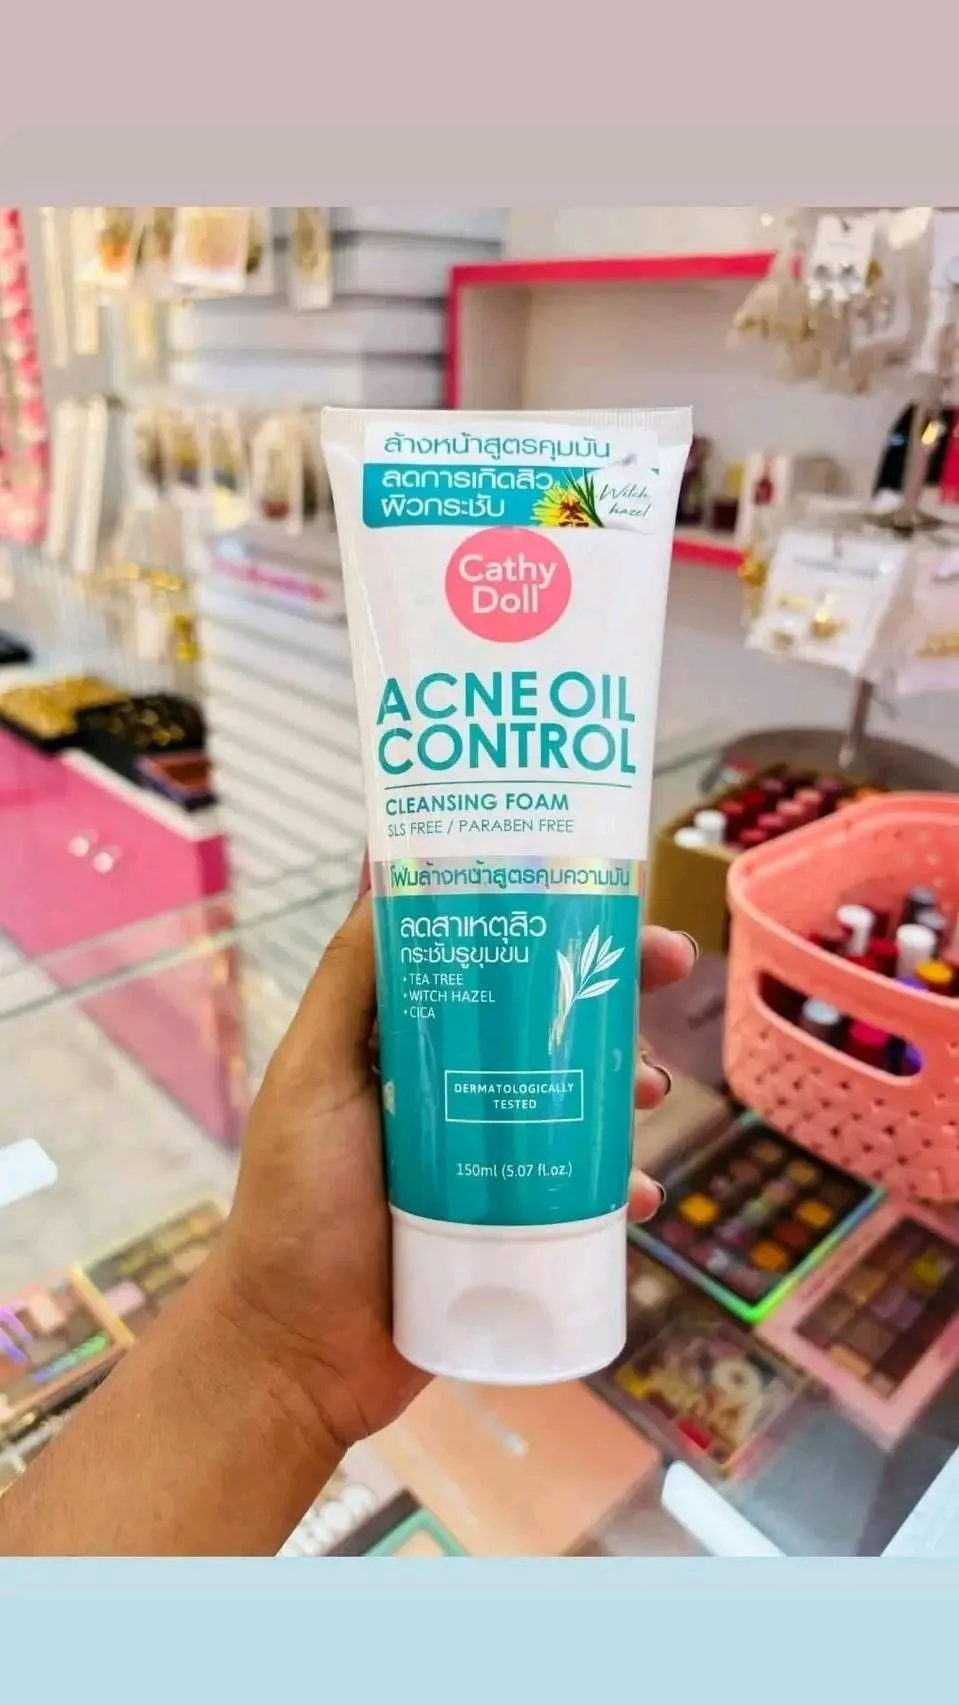 ล้างหน้าสูตรคุมมัน
ลดการเกิดสิว
ผิวกระชับ
Witch
hazel
Cathy
Doll
ACNE OIL
CONTROL
CLEANSING FOAM
SLS FREE / PARABEN FREE
โฟมล้างหน้าสูตรคุมความมัน
ลดสาเหตุสิว
กระชับรูขุมขน
• TEA TREE
• WITCH HAZEL
• CICA
DERMATOLOGICALLY
TESTED
150ml (5.07 fl.oz.)